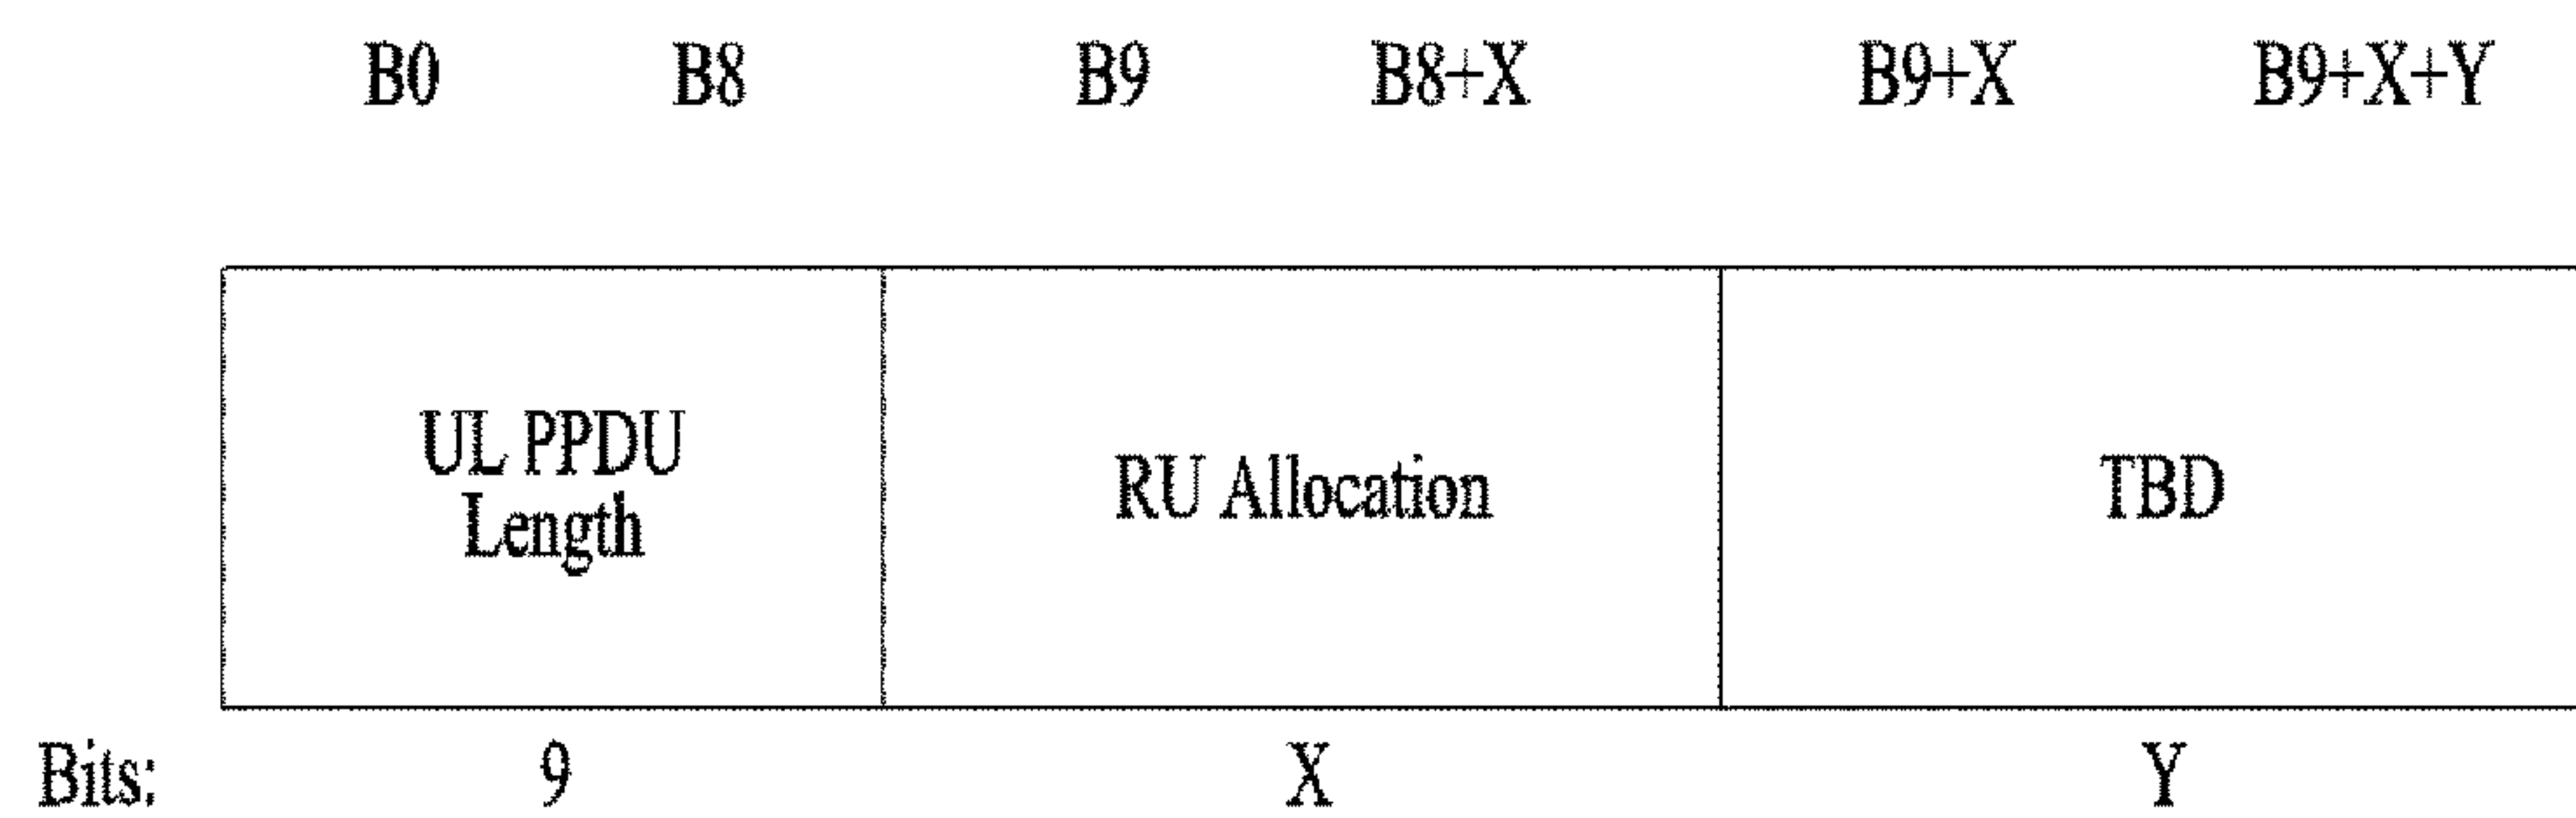 B0 B8 B9 B8+X B9+X B9+X+Y
UL PPDU
Length
RU Allocation
TBD
Bits: 9 X Y